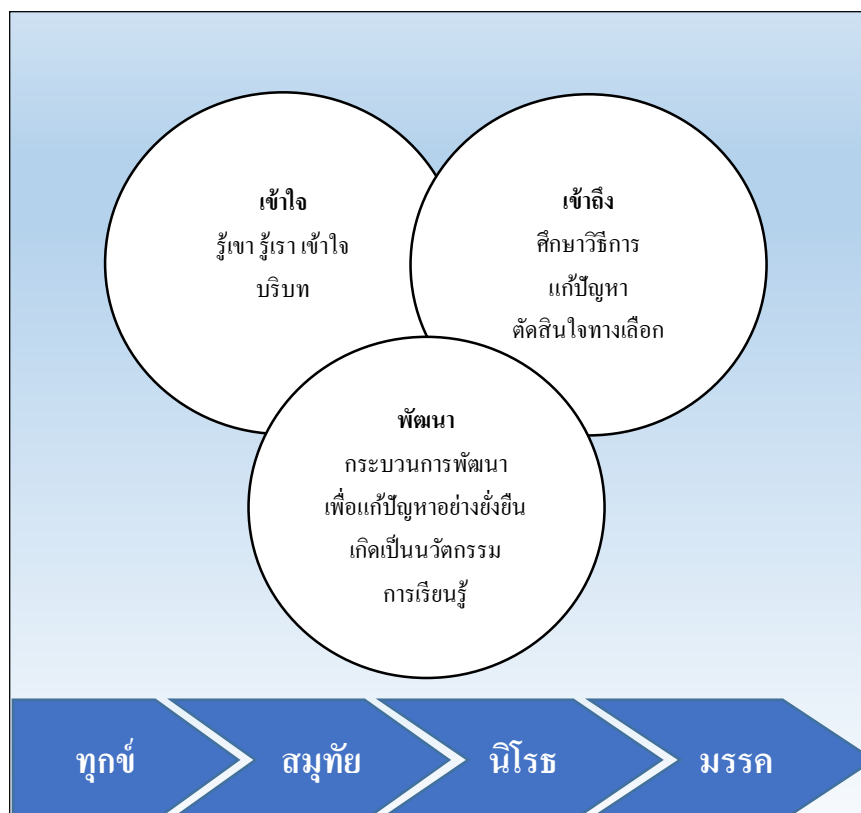 เข้าใจ
รู้เขา รู้เรา เข้าใจ
บริบท
เข้าถึง
ศึกษาวิธีการ
แก้ปัญหา
ตัดสินใจทางเลือก
พัฒนา
กระบวนการพัฒนา
เพื่อแก้ปัญหาอย่างยั่งยืน
เกิดเป็นนวัตกรรม
การเรียนรู้
ทุกข์
สมุทัย
นิโรธ
มรรค